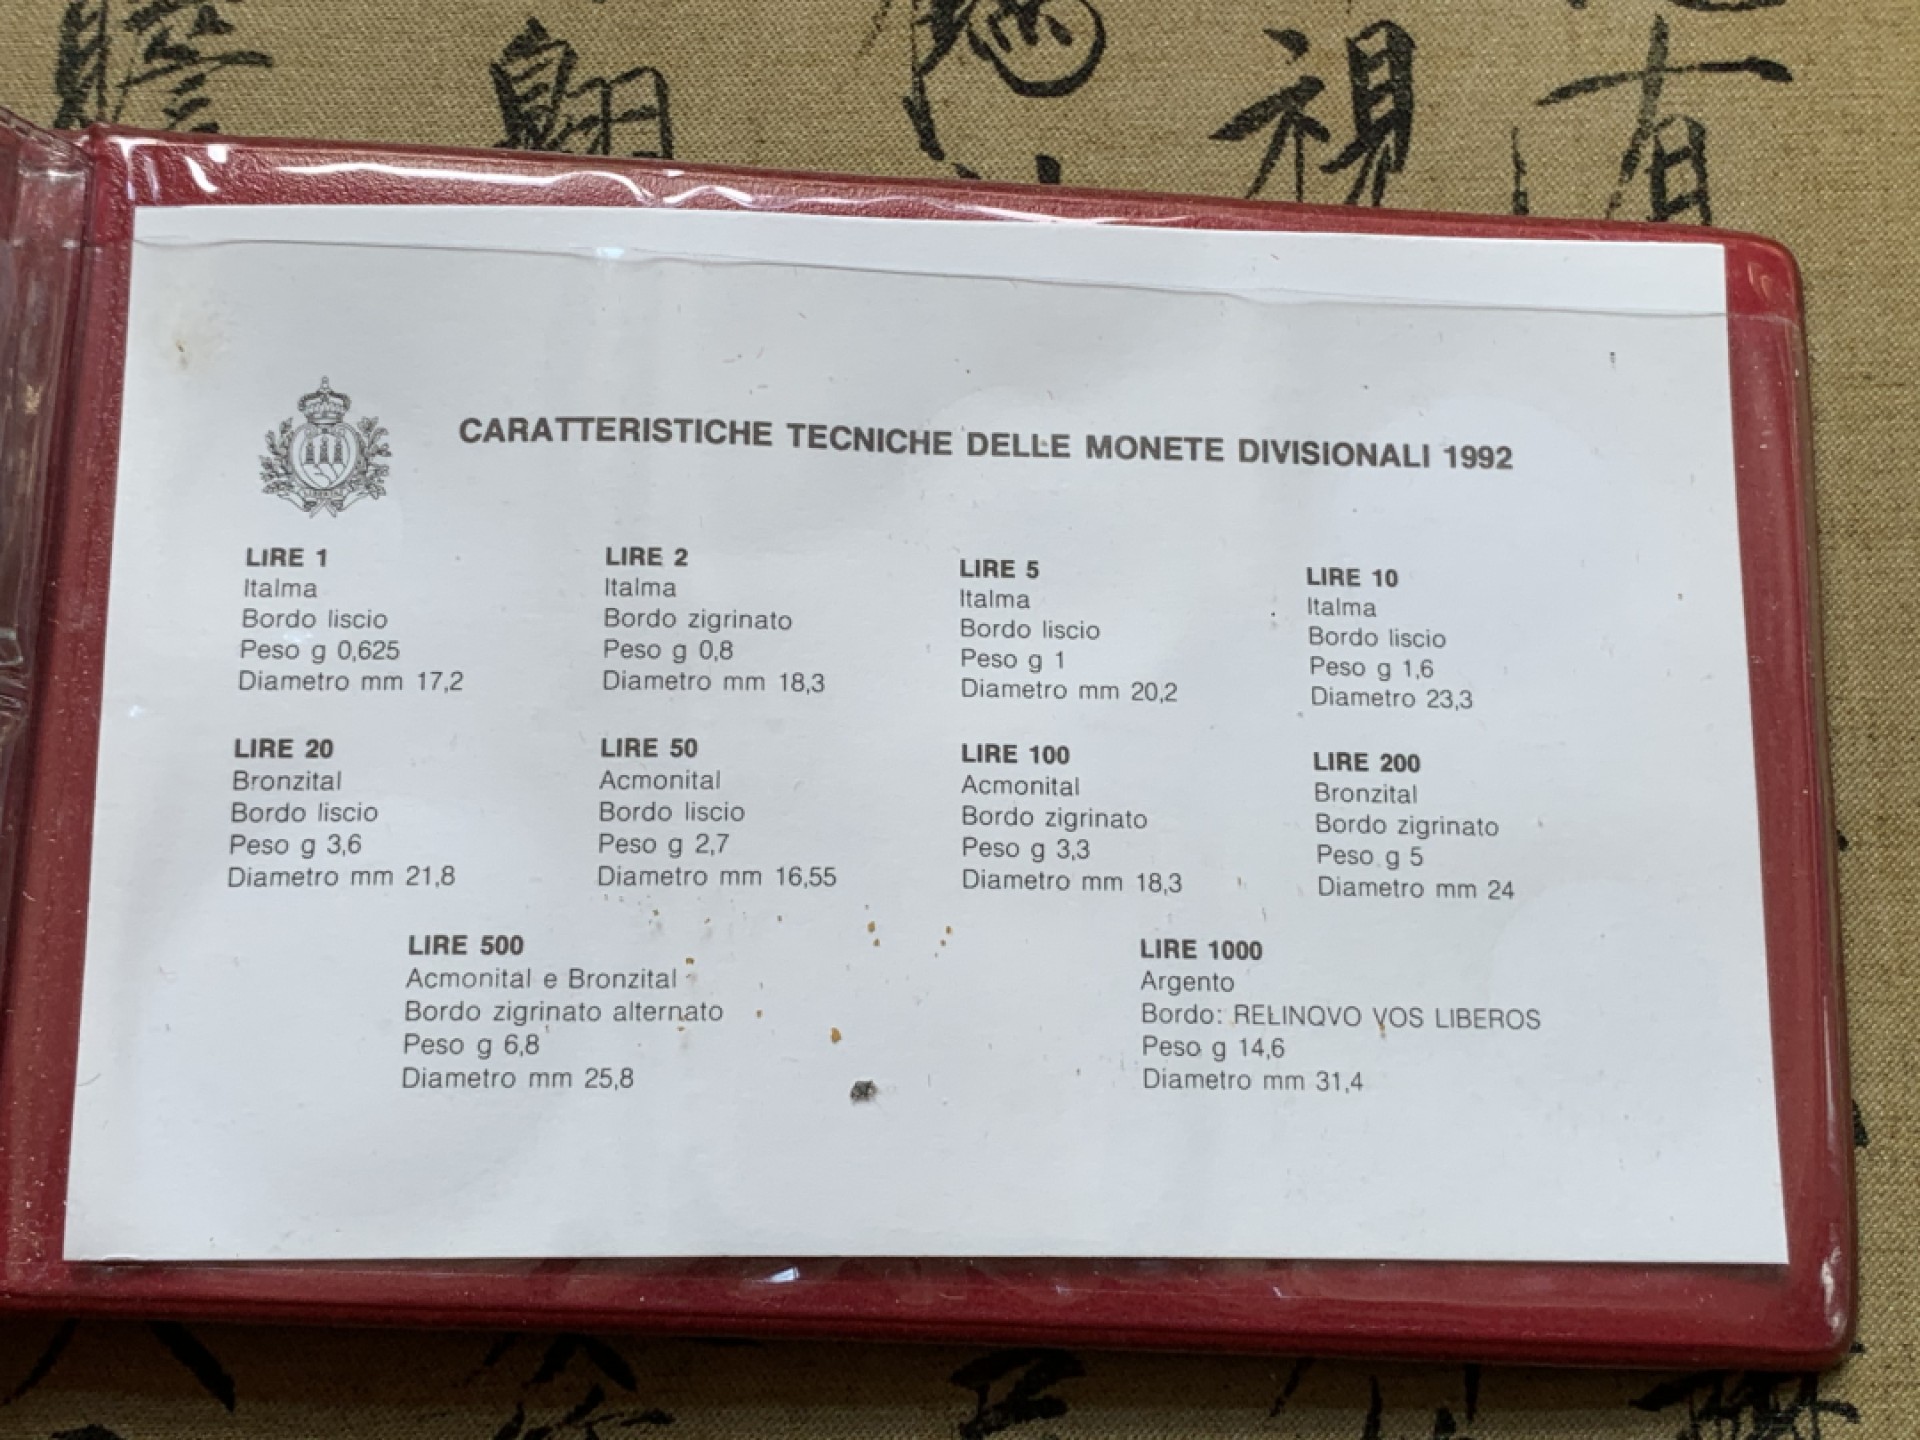 CARATTERISTICHE TECNICHE DELLE MONETE DIVISIONALI 1992
LIRE 1
Italma
Bordo liscio
Peso g 0,625
Diametro mm 17,2
LIRE 2
Italma
Bordo zigrinato
Peso g 0,8
Diametro mm 18,3
LIRE 5
Italma
Bordo liscio
Peso g 1
Diametro mm 20,2
LIRE 10
Italma
Bordo liscio
Peso g 1,6
Diametro 23,3
LIRE 20
Bronzital
Bordo liscio
Peso g 3,6
Diametro mm 21,8
LIRE 50
Acmonital
Bordo liscio
Peso g 2,7
Diametro mm 16,55
LIRE 100
Acmonital
Bordo zigrinato
Peso g 3,3
Diametro mm 18,3
LIRE 200
Bronzital
Bordo zigrinato
Peso g 5
Diametro mm 24
LIRE 500
Acmonital e Bronzital
Bordo zigrinato alternato
Peso g 6,8
Diametro mm 25,8
LIRE 1000
Argento
Bordo: RELINQVO VOS LIBEROS
Peso g 14,6
Diametro mm 31,4
視
有